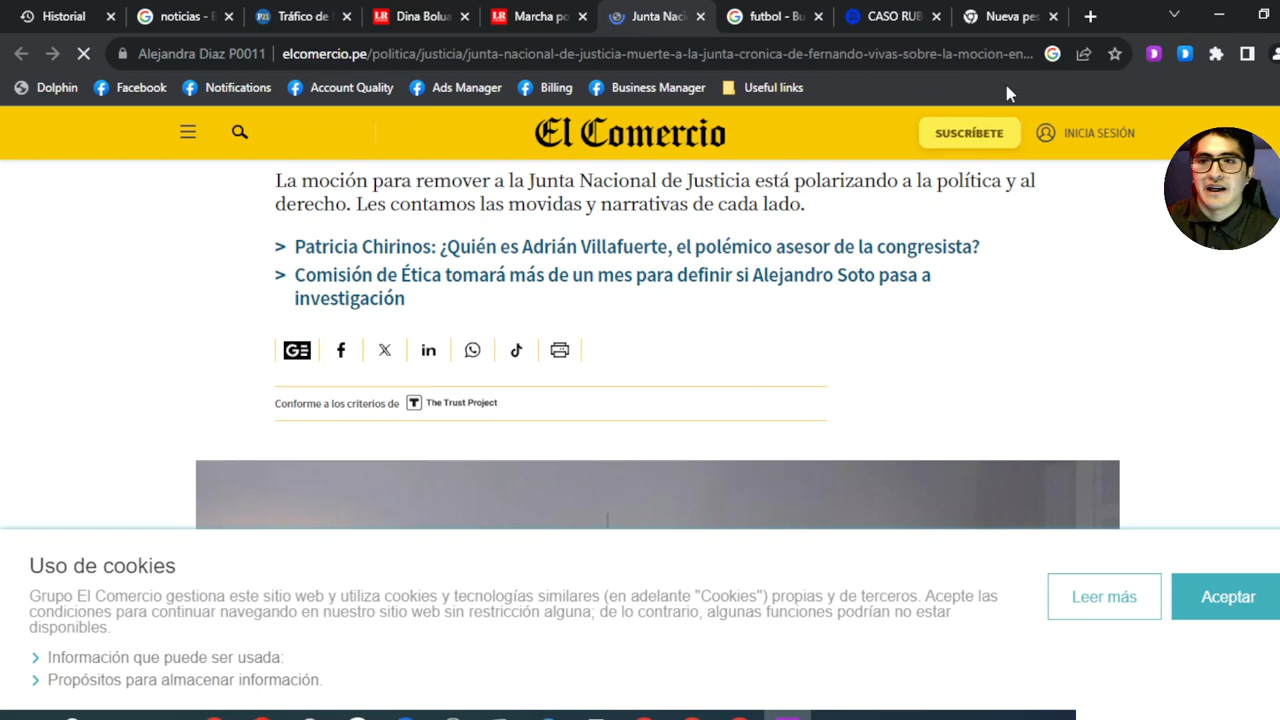 Historial
noticias - B
Tráfico de
Dina Bolua
Marcha po
Junta Naci
futbol - Bu
CASO RUB
Nueva pes
Alejandra Diaz P0011
elcomercio.pe/politica/justicia/junta-nacional-de-justicia-muerte-a-la-junta-cronica-de-fernando-vivas-sobre-la-mocion-en...
Dolphin
Facebook
Notifications
Account Quality
Ads Manager
Billing
Business Manager
Useful links
El Comercio
SUSCRÍBETE
INICIA SESIÓN
La moción para remover a la Junta Nacional de Justicia está polarizando a la política y al
derecho. Les contamos las movidas y narrativas de cada lado.
> Patricia Chirinos: ¿Quién es Adrián Villafuerte, el polémico asesor de la congresista?
> Comisión de Ética tomará más de un mes para definir si Alejandro Soto pasa a
investigación
Conforme a los criterios de
The Trust Project
Uso de cookies
Grupo El Comercio gestiona este sitio web y utiliza cookies y tecnologías similares (en adelante "Cookies") propias y de terceros. Acepte las
condiciones para continuar navegando en nuestro sitio web sin restricción alguna; de lo contrario, algunas funciones podrían no estar
disponibles.
Información que puede ser usada:
Propósitos para almacenar información.
Leer más
Aceptar